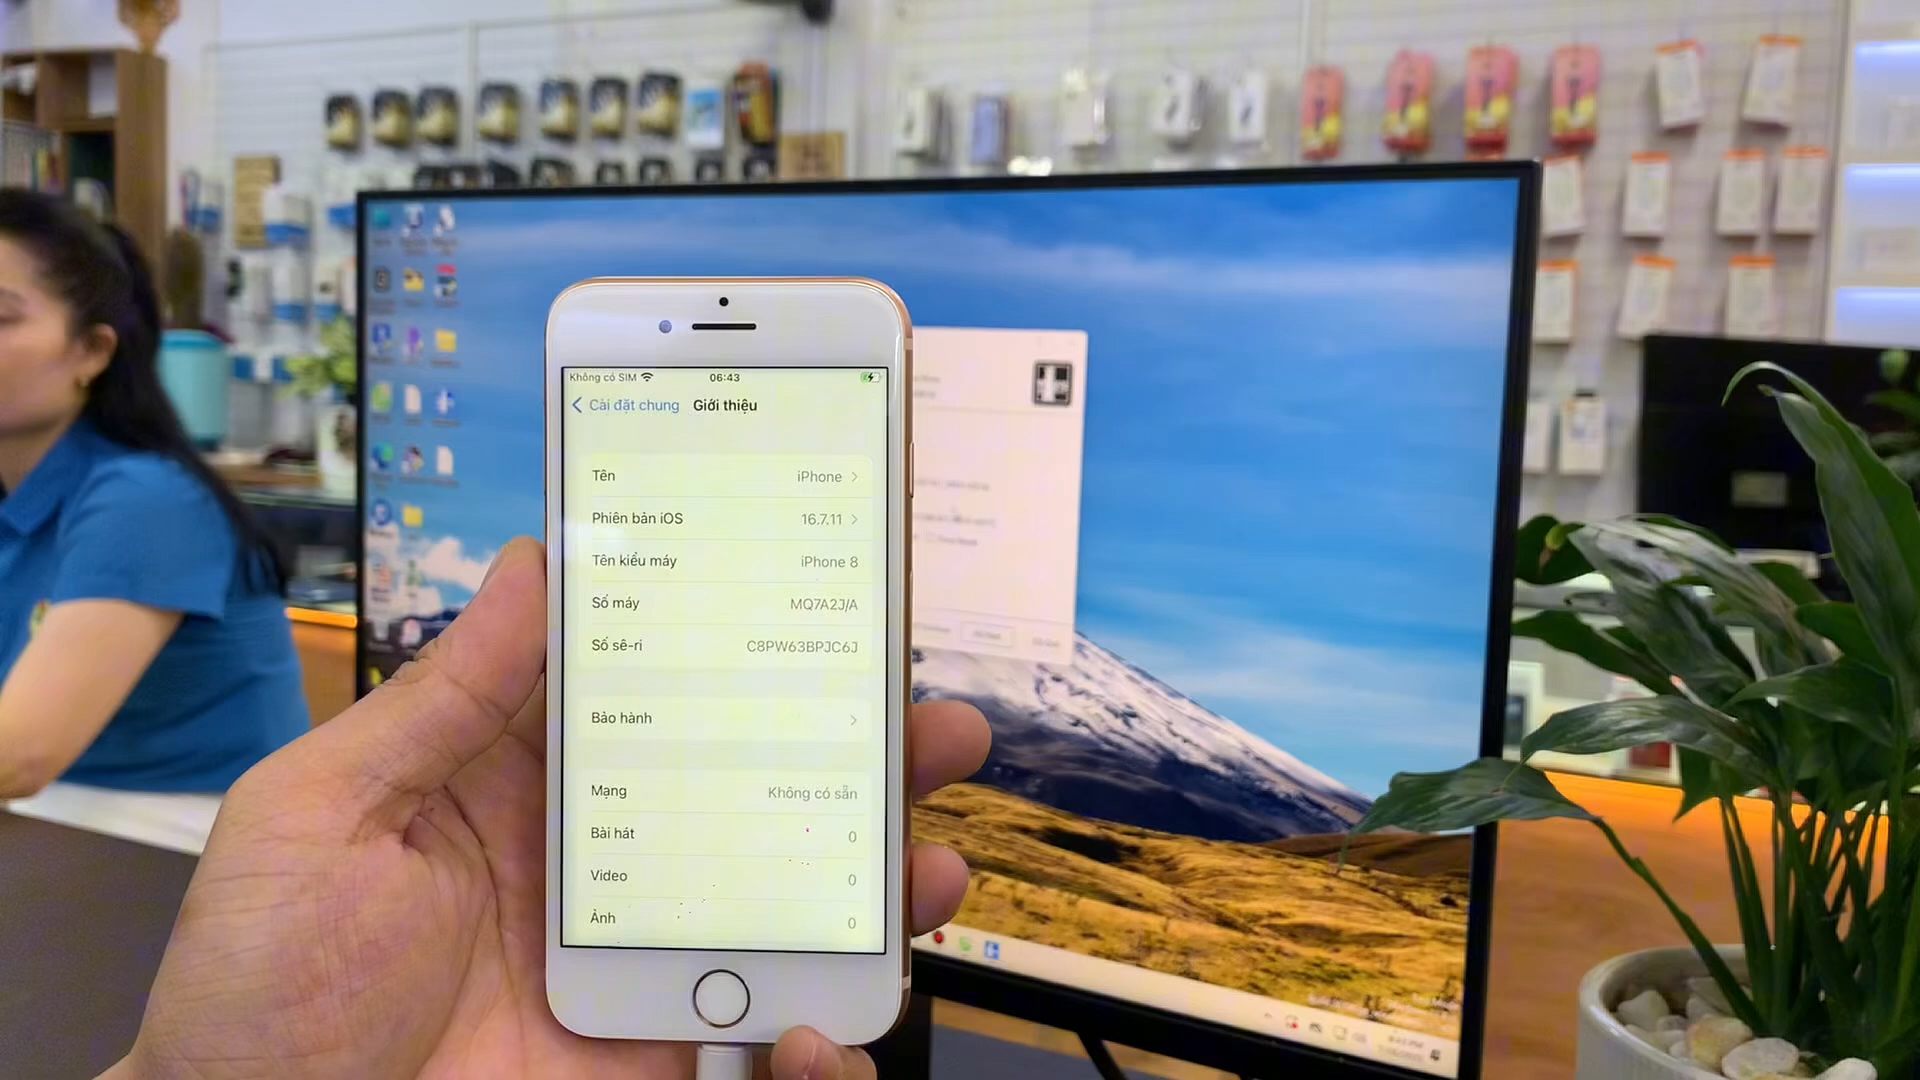 Không có SIM
06:43
Cài đặt chung
Giới thiệu
Tên
iPhone
Phiên bản iOS
16.7.11
Tên kiểu máy
iPhone 8
Số máy
MQ7A2J/A
Số sê-ri
C8PW63BPJC6J
Bảo hành
Mạng
Không có sẵn
Bài hát
0
Video
0
Ảnh
0